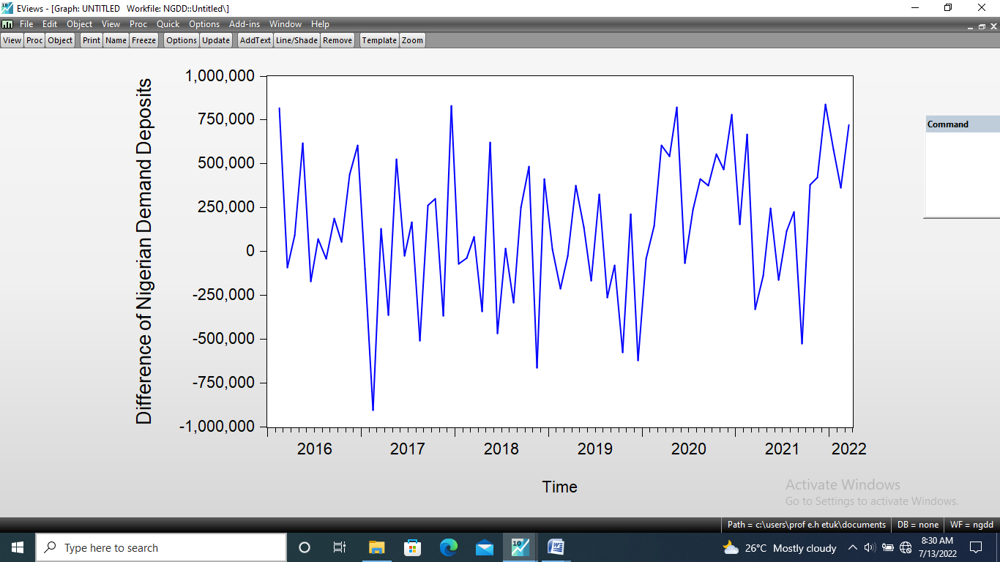 EViews - [Graph: UNTITLED   Workfile: NGDD::Untitled\]
File Edit Object View Proc Quick Options Add-ins Window Help
View Proc Object Print Name Freeze Options Update AddText Line/Shade Remove Template Zoom
Difference of Nigerian Demand Deposits
1,000,000
750,000
500,000
250,000
0
-250,000
-500,000
-750,000
-1,000,000
2016 2017 2018 2019 2020 2021 2022
Time
Command
Activate Windows
Go to Settings to activate Windows.
Path = c:\users\prof e.h etuk\documents DB = none WF = ngdd
Type here to search
10
26°C Mostly cloudy
8:30 AM
7/13/2022